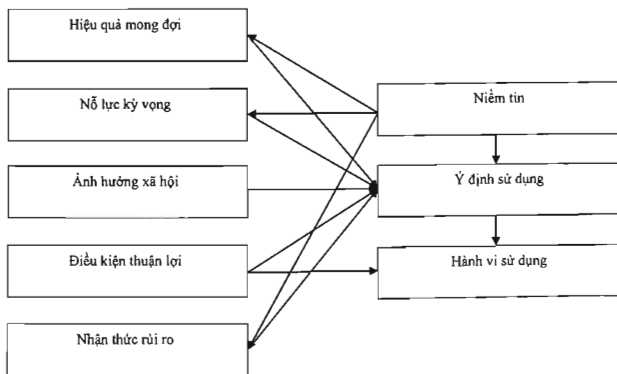 Hiệu quả mong đợi
Nỗ lực kỳ vọng
Ảnh hưởng xã hội
Điều kiện thuận lợi
Nhận thức rủi ro
Niềm tin
Ý định sử dụng
Hành vi sử dụng